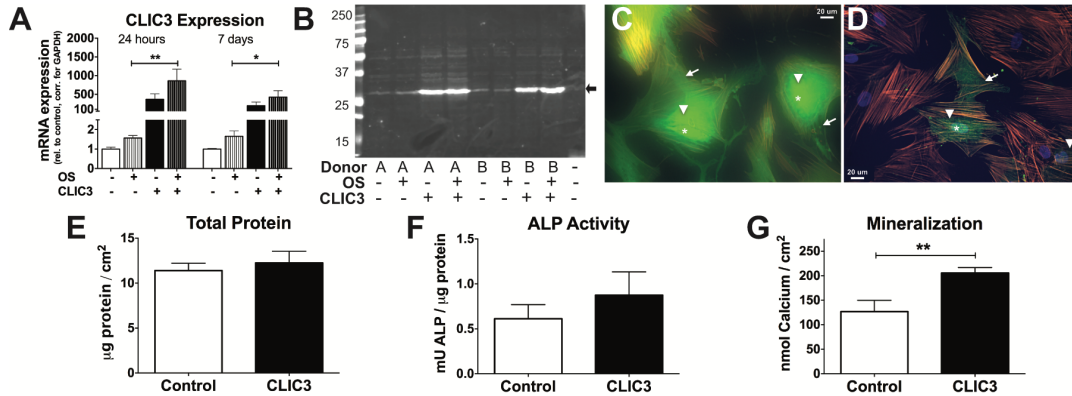 A
CLIC3 Expression
24 hours
7 days
**
*
mRNA expression
(rel. to control, corr. for GAPDH)
2000
1500
1000
500
100
2
1
0
OS - + - + - + - +
CLIC3 - - + + - - + +
B
250
75
37
25
15
Donor A A A A B B B B -
OS - + - + - + - + -
CLIC3 - - + + - - + + -
C
20 um
*
*
D
*
20 um
E
Total Protein
µg protein / cm²
15
10
5
0
Control CLIC3
F
ALP Activity
mU ALP / µg protein
1.5
1.0
0.5
0.0
Control CLIC3
G
Mineralization
**
nmol Calcium / cm²
250
200
150
100
50
0
Control CLIC3